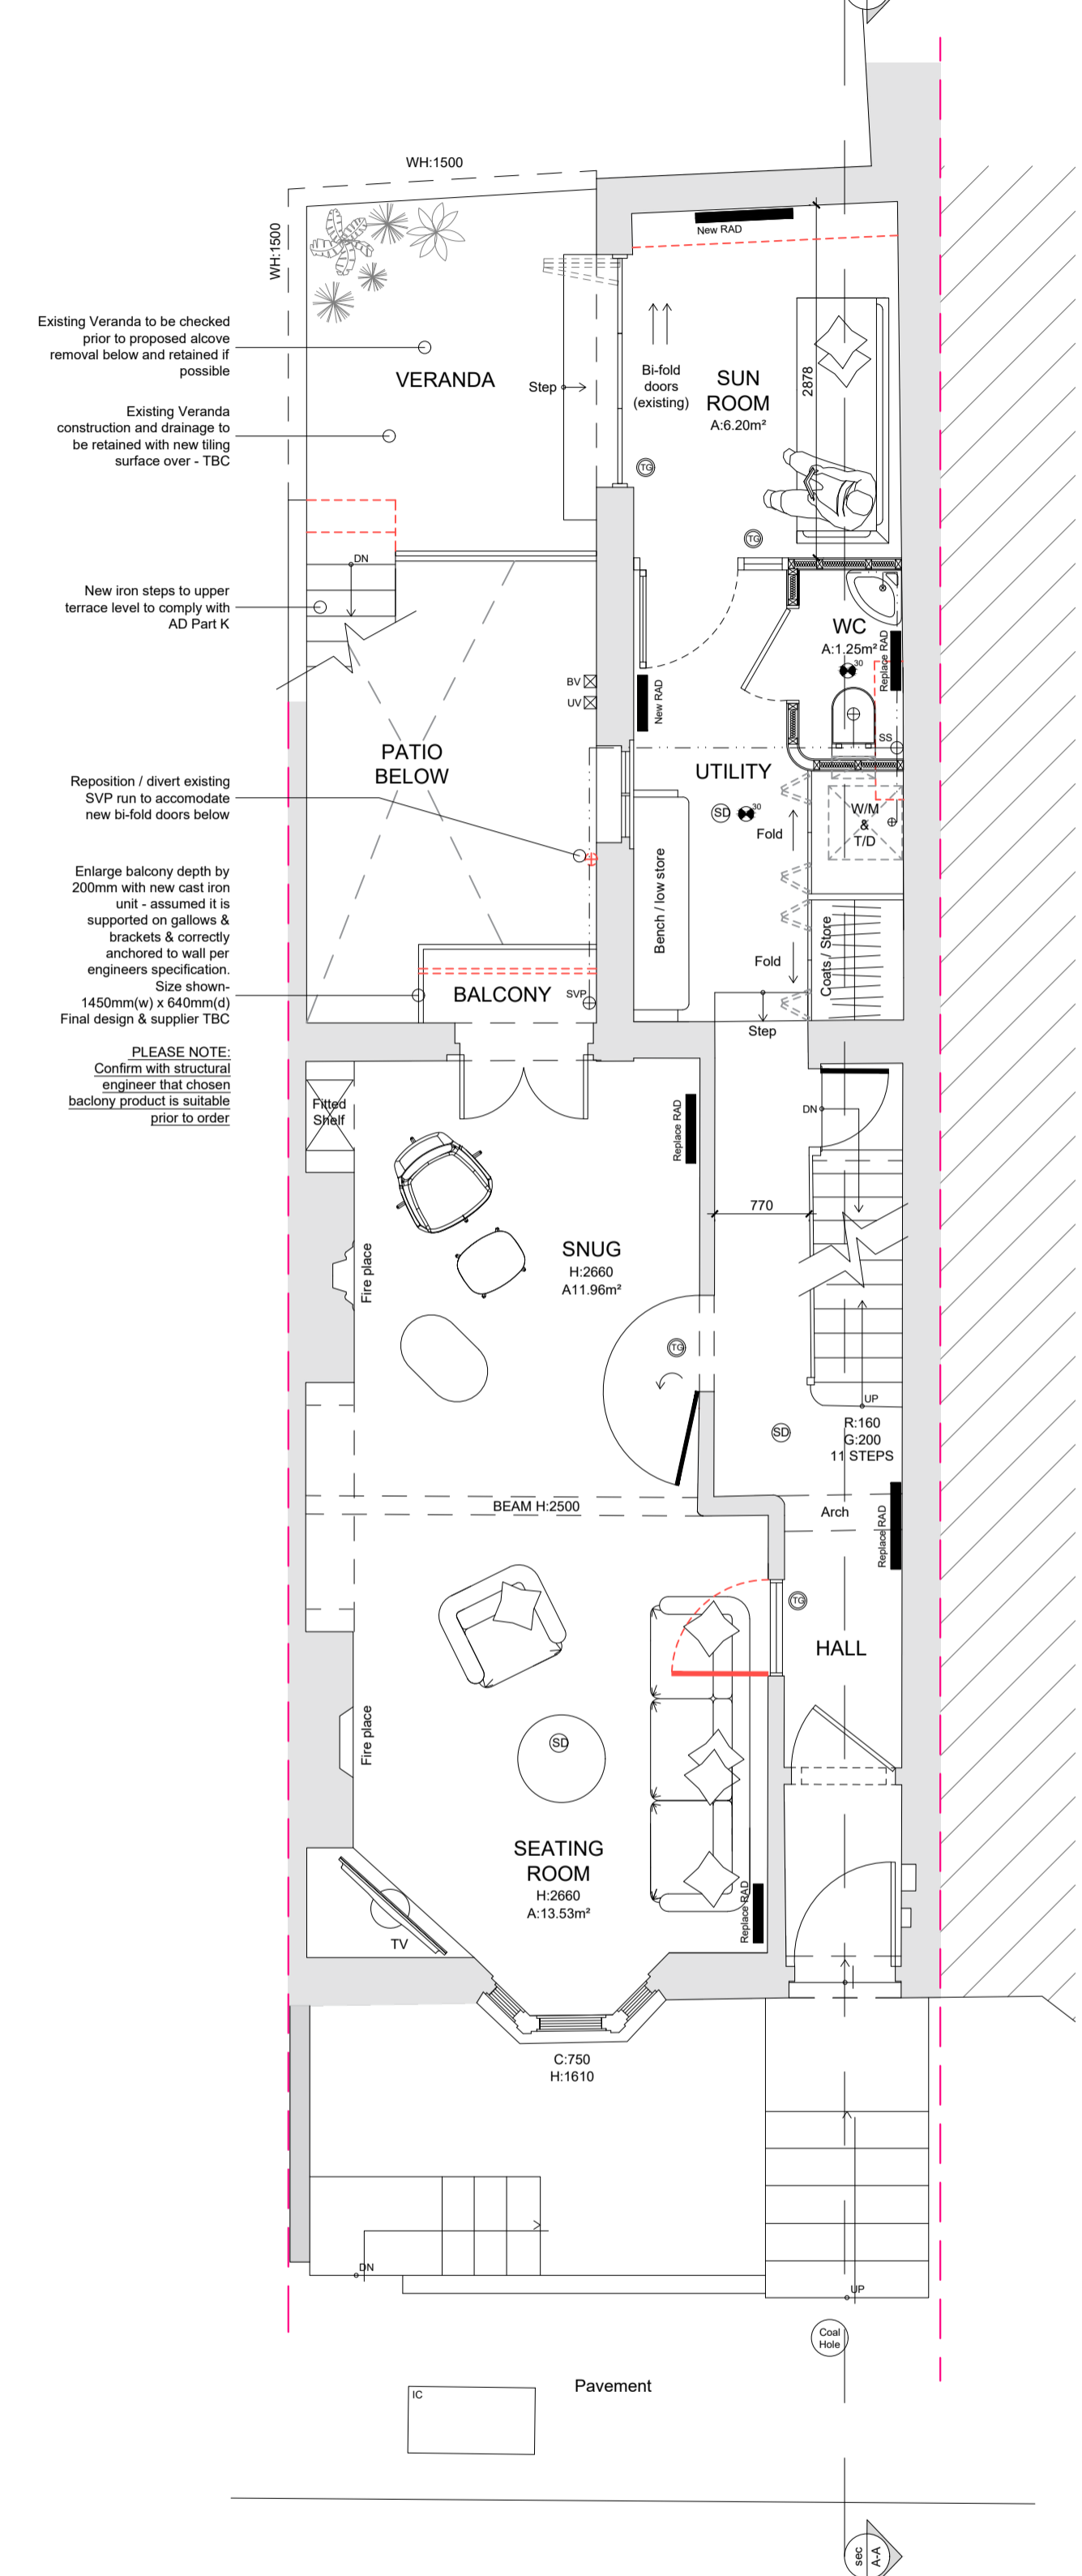 WH:1500
WH:1500
New RAD
Existing Veranda to be checked
prior to proposed alcove
removal below and retained if
possible
VERANDA
Step
Bi-fold
doors
(existing)
SUN
ROOM
A:6.20m²
2878
Existing Veranda
construction and drainage to
be retained with new tiling
surface over - TBC
TG
TG
DN
New iron steps to upper
terrace level to comply with
AD Part K
WC
A:1.25m²
30
Replace RAD
BV
UV
New RAD
SS
PATIO
BELOW
UTILITY
Reposition / divert existing
SVP run to accomodate
new bi-fold doors below
SD
30
Fold
W/M
&
T/D
Enlarge balcony depth by
200mm with new cast iron
unit - assumed it is
supported on gallows &
brackets & correctly
anchored to wall per
engineers specification.
Size shown-
1450mm(w) x 640mm(d)
Final design & supplier TBC
Bench / low store
Fold
Coats / Store
BALCONY
SVP
Step
PLEASE NOTE:
Confirm with structural
engineer that chosen
baclony product is suitable
prior to order
Fitted
Shelf
Replace RAD
DN
770
SNUG
H:2660
A11.96m²
Fire place
TG
UP
SD
R:160
G:200
11 STEPS
BEAM H:2500
Arch
Replace RAD
TG
HALL
Fire place
SD
SEATING
ROOM
H:2660
A:13.53m²
Replace RAD
TV
C:750
H:1610
DN
UP
Coal
Hole
Pavement
IC
sec
A-A